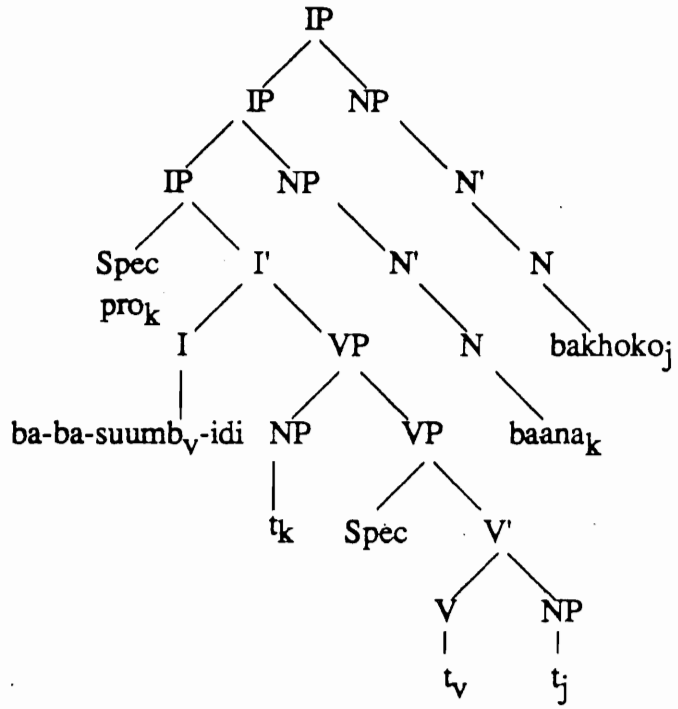 IP
IP NP
IP NP N'
Spec I' N' N
pro_k
I VP N bakhoko_j
ba-ba-suumb_v-idi NP VP baana_k
t_k Spec V'
V NP
t_v t_j